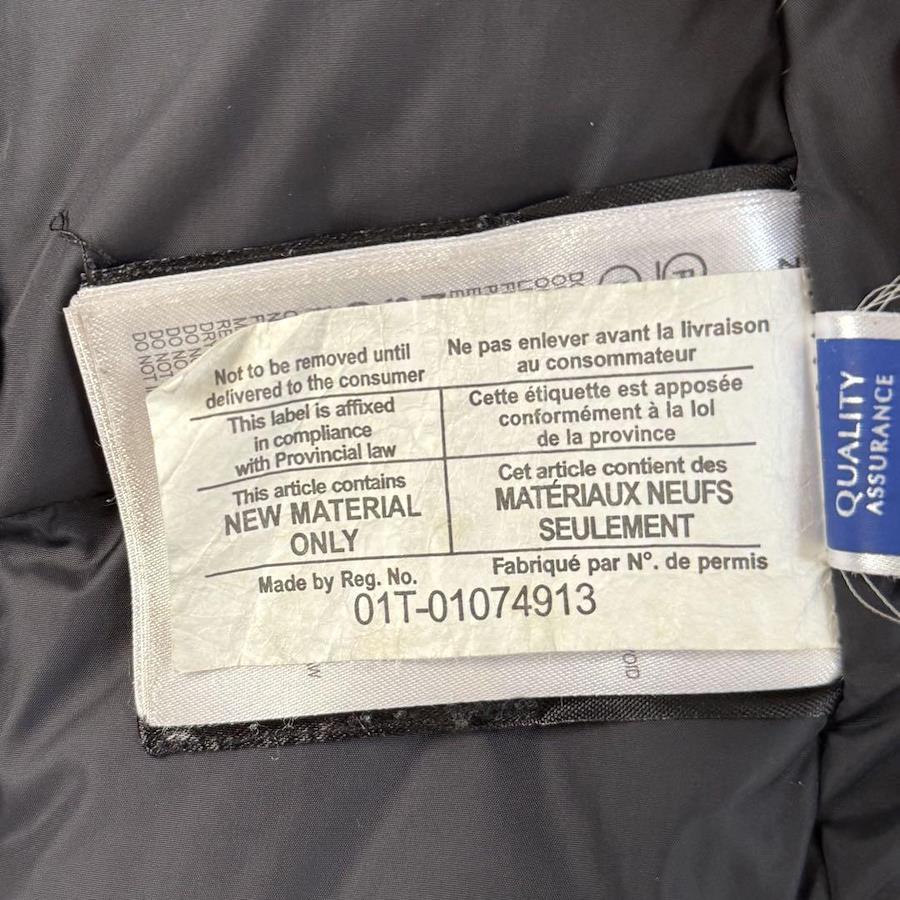 Not to be removed until
delivered to the consumer
Ne pas enlever avant la livraison
au consommateur
This label is affixed
in compliance
with Provincial law
Cette étiquette est apposée
conformément à la loi
de la province
This article contains
NEW MATERIAL
ONLY
Cet article contient des
MATÉRIAUX NEUFS
SEULEMENT
Made by Reg. No.
Fabriqué par N°. de permis
01T-01074913
QUALITY
ASSURANCE